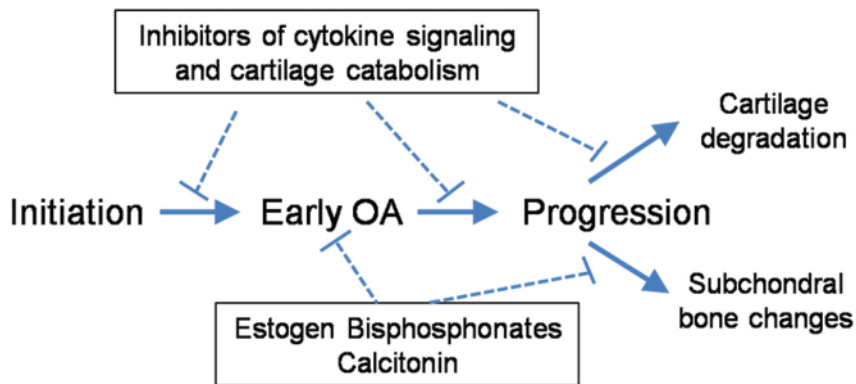 Inhibitors of cytokine signaling
and cartilage catabolism
Cartilage
degradation
Initiation
Early OA
Progression
Subchondral
bone changes
Estogen Bisphosphonates
Calcitonin